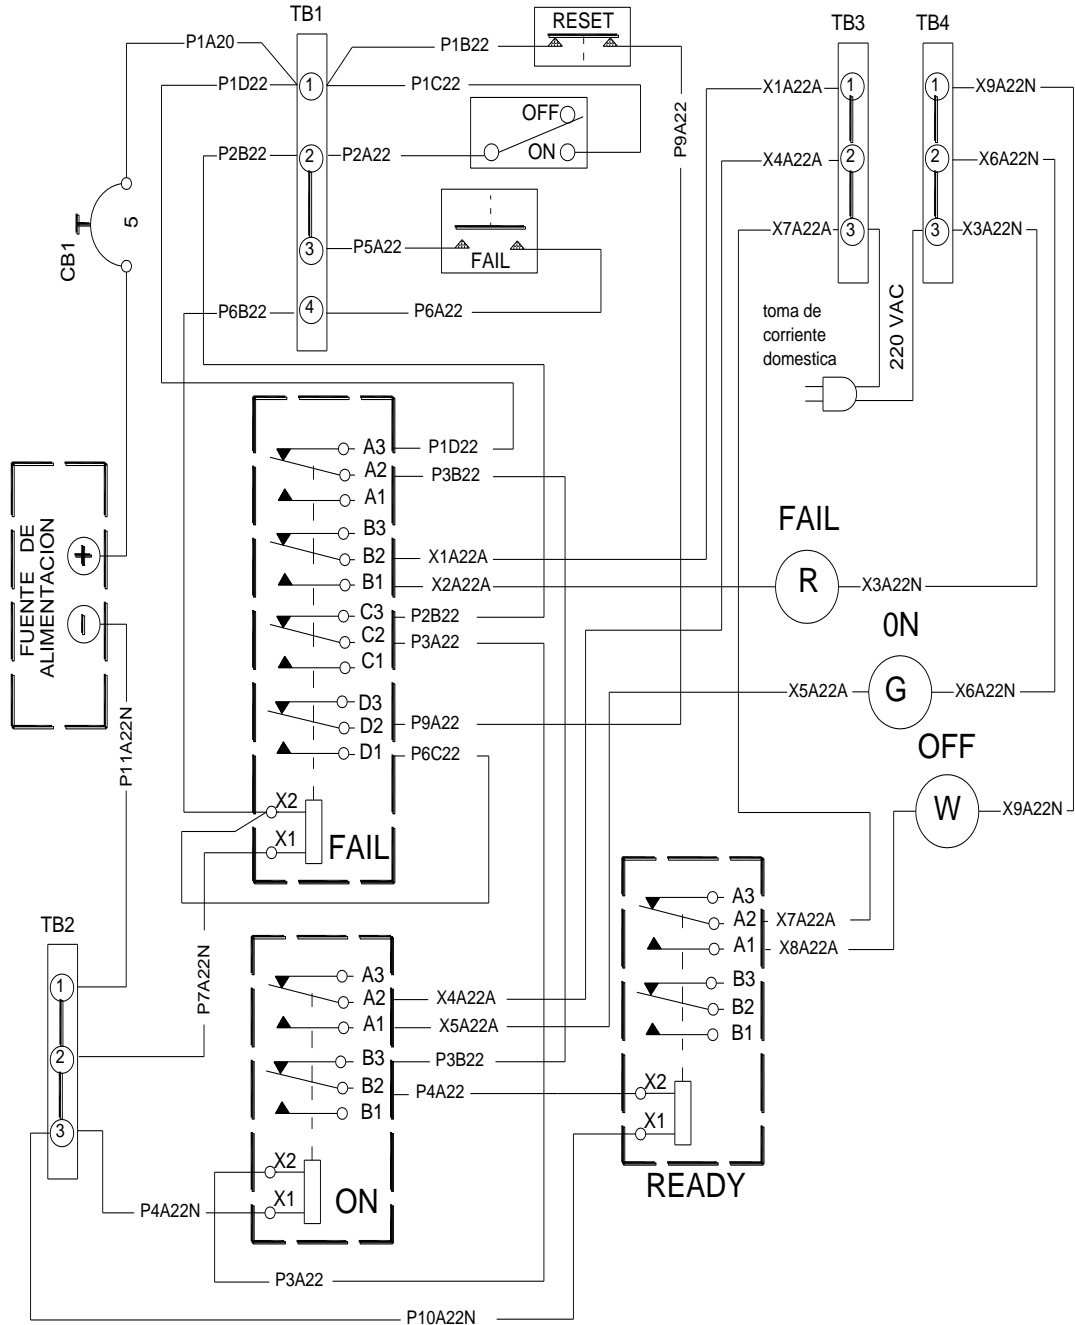 TB1
RESET
TB3
TB4
P1A20
P1B22
P1D22
1
P1C22
P9A22
X1A22A
1
1
X9A22N
OFF
ON
P2B22
2
P2A22
X4A22A
2
2
X6A22N
CB1
5
3
P5A22
FAIL
X7A22A
3
3
X3A22N
P6B22
4
P6A22
toma de
corriente
domestica
220 VAC
A3
P1D22
A2
P3B22
A1
B3
B2
X1A22A
B1
X2A22A
C3
P2B22
C2
P3A22
C1
D3
D2
P9A22
D1
P6C22
X2
X1
FAIL
FUENTE DE
ALIMENTACION
+
-
P11A22N
FAIL
R
X3A22N
0N
X5A22A
G
X6A22N
OFF
W
X9A22N
TB2
1
2
3
P7A22N
A3
A2
X4A22A
A1
X5A22A
B3
P3B22
B2
P4A22
B1
X2
X1
ON
P4A22N
P3A22
P10A22N
A3
A2
X7A22A
A1
X8A22A
B3
B2
B1
X2
X1
READY